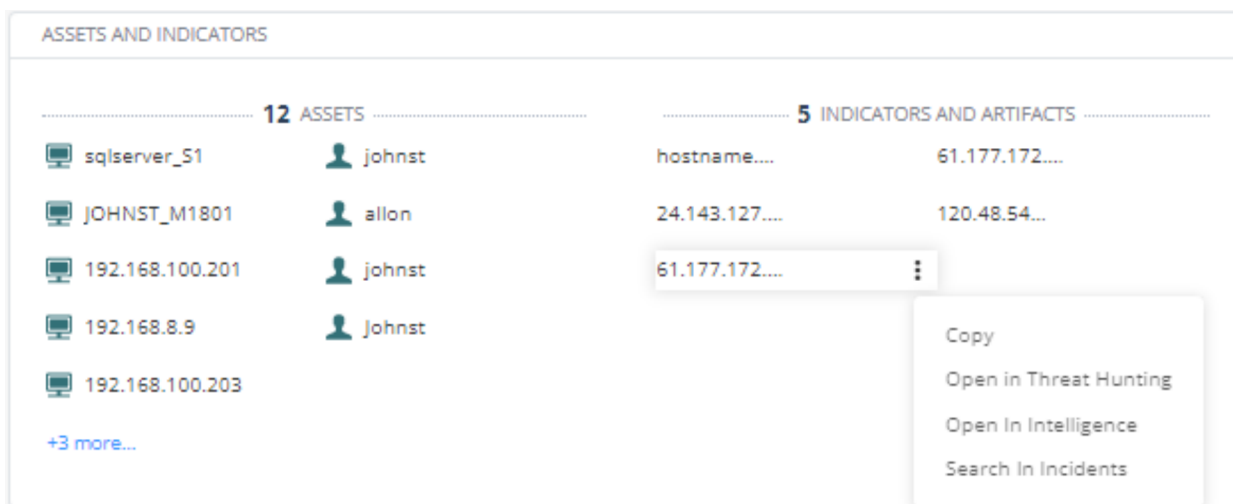 ASSETS AND INDICATORS
12 ASSETS
sqlserver_S1
johnst
JOHNST_M1801
allon
192.168.100.201
johnst
192.168.8.9
Johnst
192.168.100.203
+3 more...
5 INDICATORS AND ARTIFACTS
hostname....
61.177.172....
24.143.127....
120.48.54...
61.177.172....
Copy
Open in Threat Hunting
Open In Intelligence
Search In Incidents